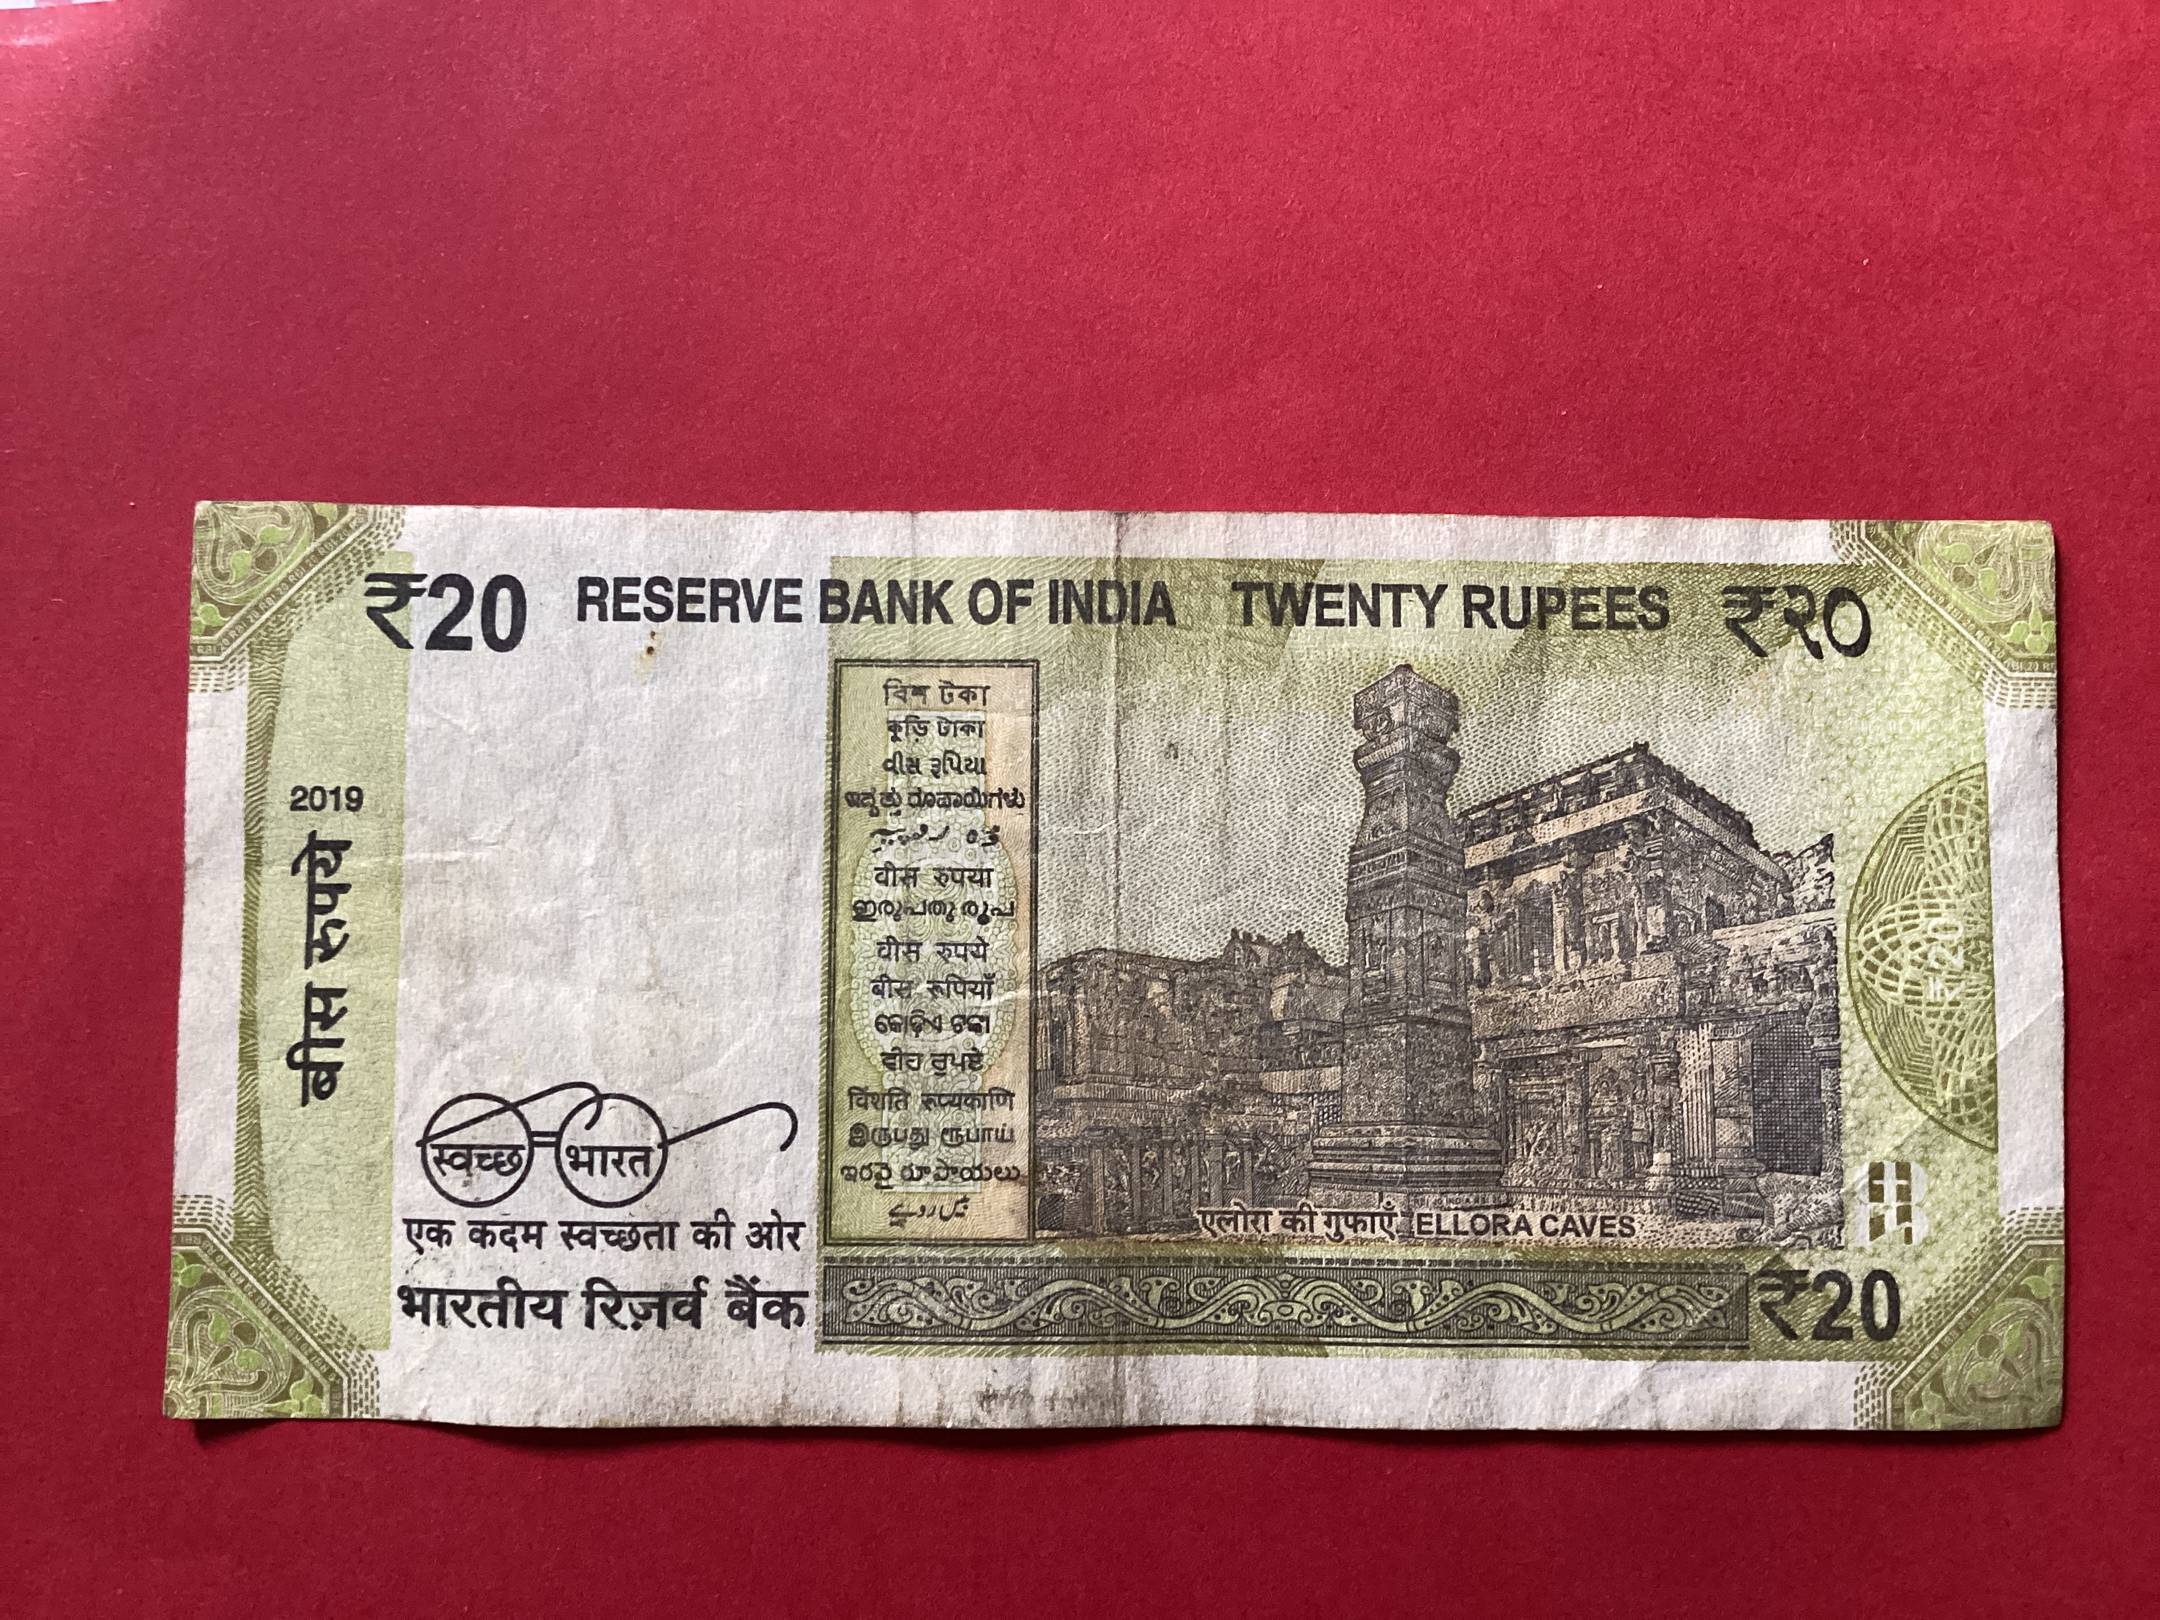 ₹20 RESERVE BANK OF INDIA TWENTY RUPEES ₹२०
2019
बीस रुपये
বিশ টকা
কুড়ি টাকা
વીસ રૂપિયા
ಇಪ್ಪತ್ತು ರೂಪಾಯಿಗಳು
वीस रुपया
ഇരുപതു രൂപ
वीस रुपये
बीस रूपियाँ
କୋଡ଼ିଏ ଟଙ୍କା
ਵੀਹ ਰੁਪਏ
विंशति रूप्यकाणि
இருபது ரூபாய்
ఇరవై రూపాయలు
بیس روپے
₹20
स्वच्छ भारत
एक कदम स्वच्छता की ओर
भारतीय रिज़र्व बैंक
एलोरा की गुफाएँ ELLORA CAVES
₹20